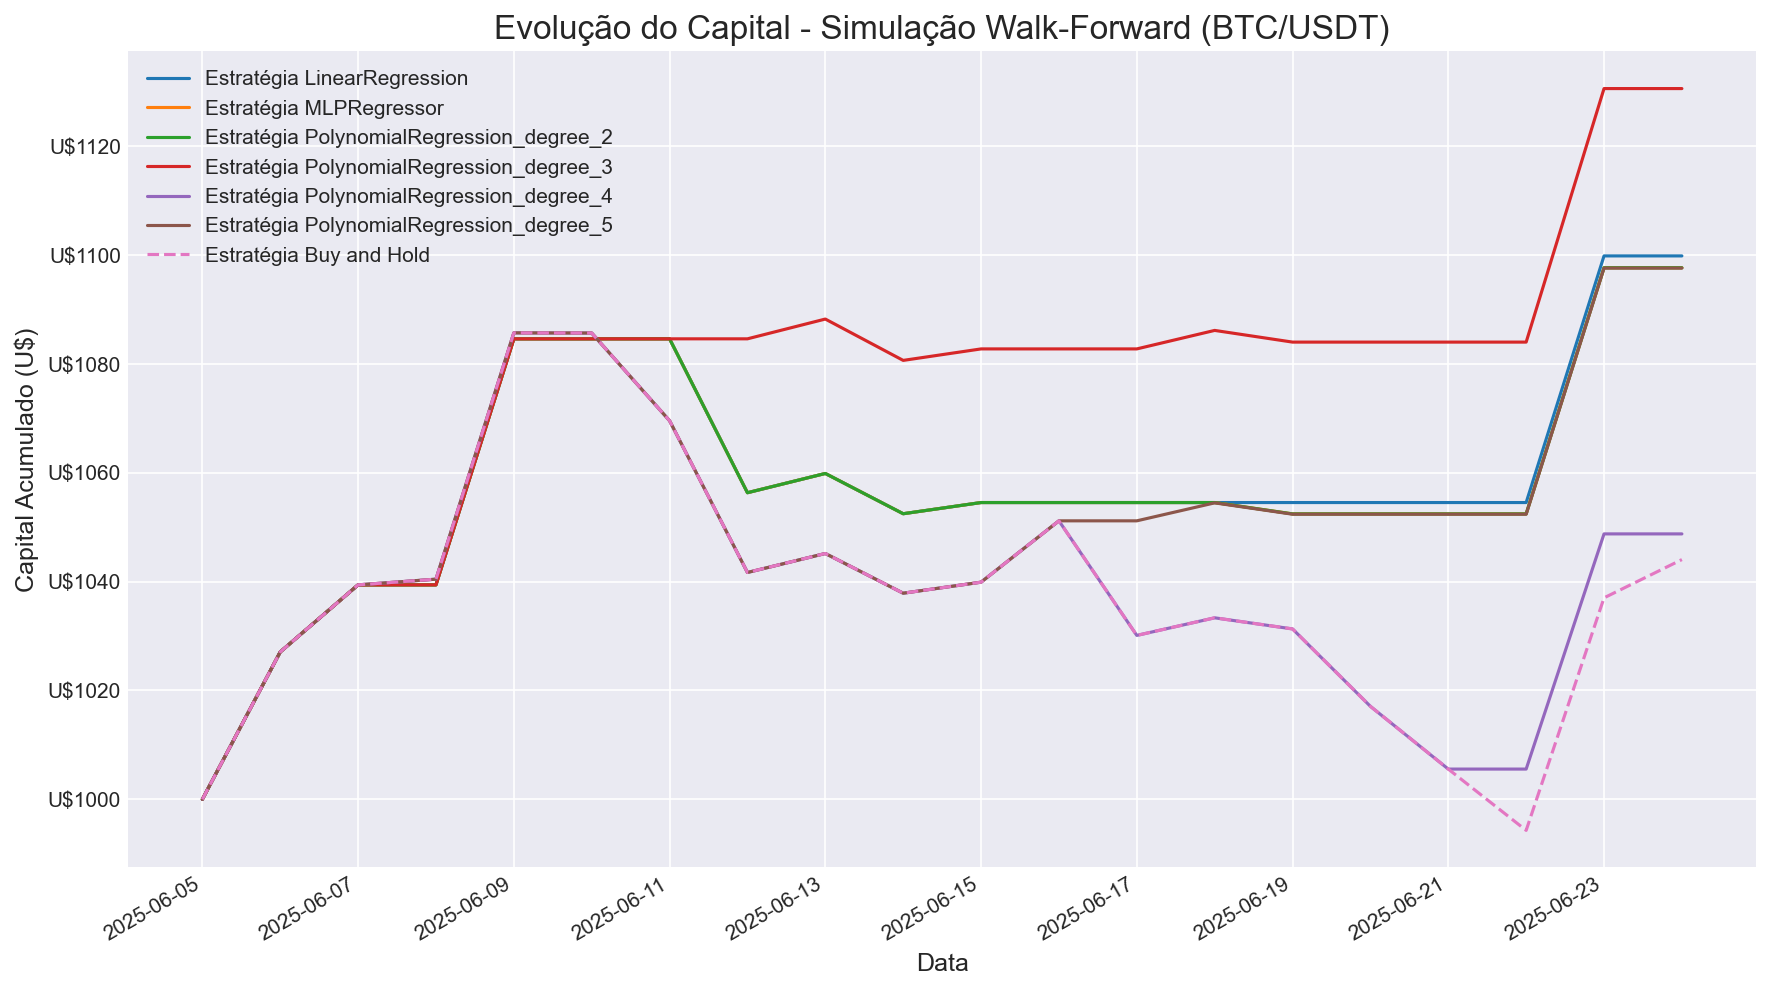 Evolução do Capital - Simulação Walk-Forward (BTC/USDT)
Estratégia LinearRegression
Estratégia MLPRegressor
Estratégia PolynomialRegression_degree_2
Estratégia PolynomialRegression_degree_3
Estratégia PolynomialRegression_degree_4
Estratégia PolynomialRegression_degree_5
Estratégia Buy and Hold
Capital Acumulado (U$)
U$1120
U$1100
U$1080
U$1060
U$1040
U$1020
U$1000
2025-06-05
2025-06-07
2025-06-09
2025-06-11
2025-06-13
2025-06-15
2025-06-17
2025-06-19
2025-06-21
2025-06-23
Data